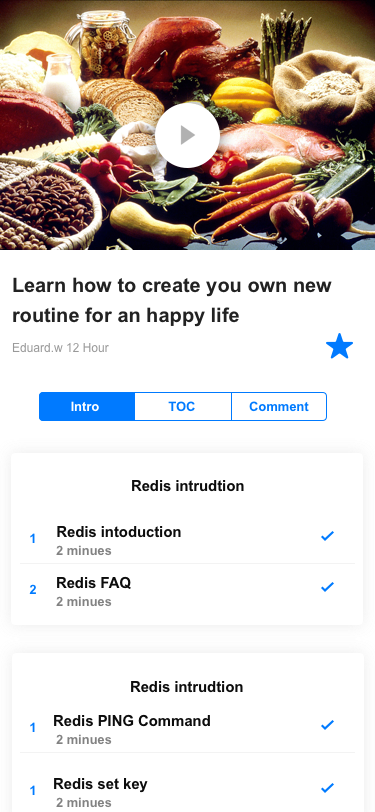 Learn how to create you own new
routine for an happy life
Eduard.w 12 Hour
Intro TOC Comment
Redis intrudtion
1 Redis intoduction
2 minues
2 Redis FAQ
2 minues
Redis intrudtion
1 Redis PING Command
2 minues
1 Redis set key
2 minues